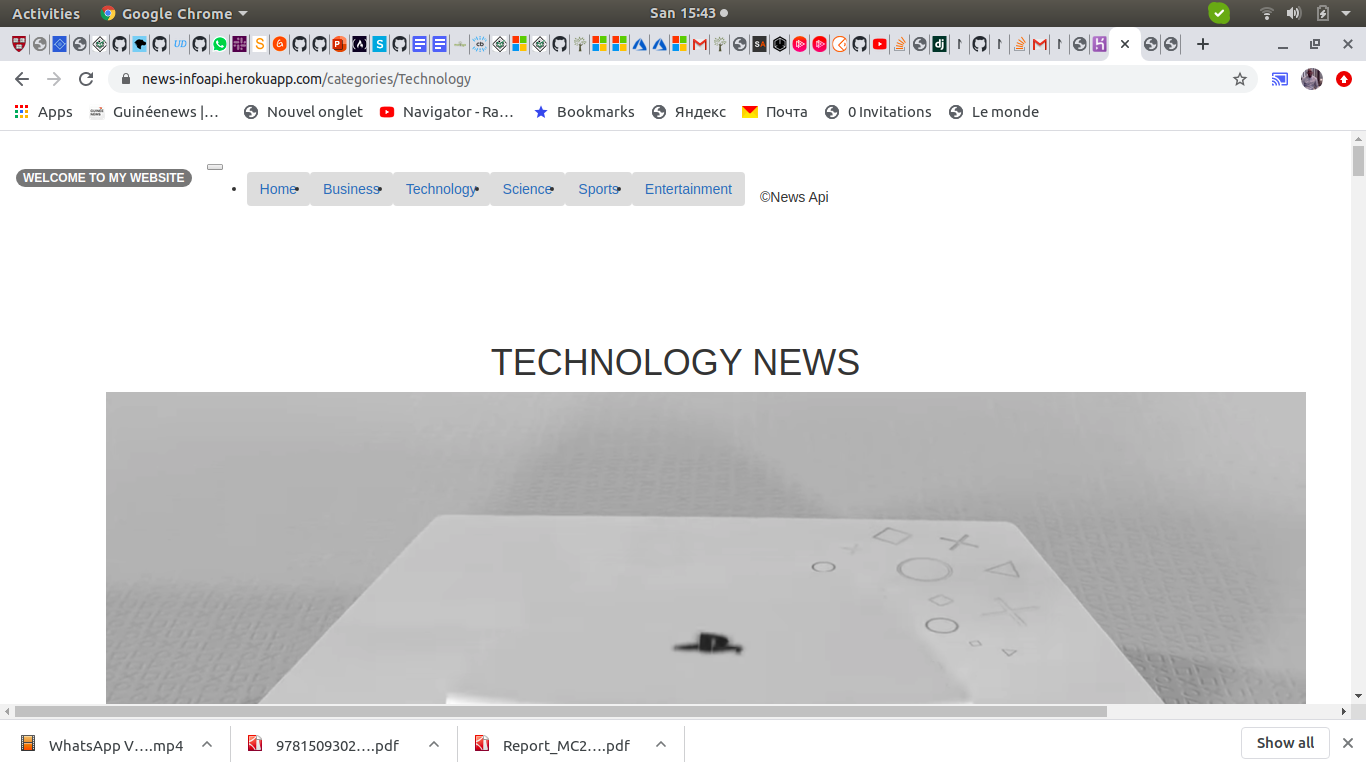 Activities Google Chrome San 15:43
news-infoapi.herokuapp.com/categories/Technology
Apps Guinéenews |… Nouvel onglet Navigator - Ra… Bookmarks Яндекс Почта 0 Invitations Le monde
WELCOME TO MY WEBSITE Home Business Technology Science Sports Entertainment ©News Api
TECHNOLOGY NEWS
WhatsApp V….mp4 9781509302….pdf Report_MC2….pdf Show all